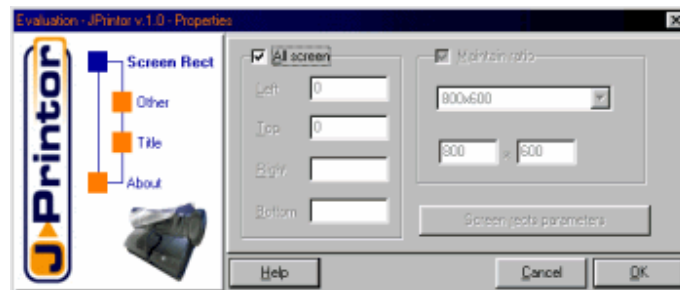 Evaluation - JPrintor v.1.0 - Properties
J-Printor
Screen Rect
Other
Title
About
All screen
Left 0
Top 0
Right
Bottom
Maintain ratio
800x600
800 x 600
Screen rects parameters
Help
Cancel
OK